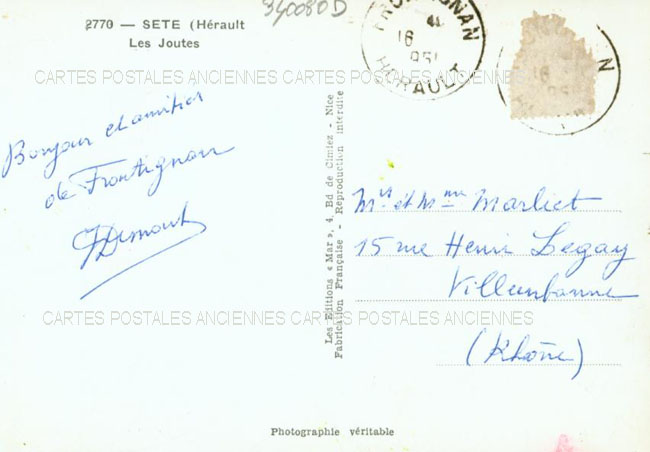 940080D
2770 — SETE (Hérault
Les Joutes
FRONTIGNAN
16
951
HERAULT
CARTES POSTALES ANCIENNES CARTES POSTALES ANCIENNES
Bonjour et amitiés
de Frontignan
Les Editions « Mar », 4, Bd de Cimiez - Nice
Fabrication Française - Reproduction interdite
Mr et Mme Marliet
15 rue Henri Legay
Villeurbanne
(Rhône)
CARTES POSTALES ANCIENNES CARTES POSTALES ANCIENNES
Photographie véritable